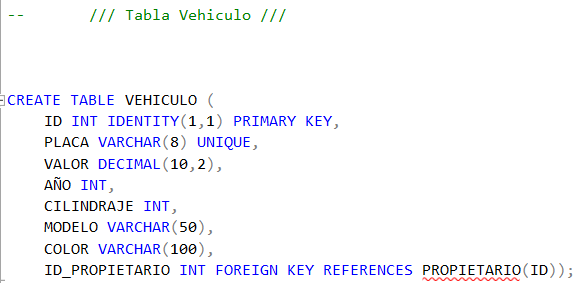 --        /// Tabla Vehiculo ///
CREATE TABLE VEHICULO (
    ID INT IDENTITY(1,1) PRIMARY KEY,
    PLACA VARCHAR(8) UNIQUE,
    VALOR DECIMAL(10,2),
    AÑO INT,
    CILINDRAJE INT,
    MODELO VARCHAR(50),
    COLOR VARCHAR(100),
    ID_PROPIETARIO INT FOREIGN KEY REFERENCES PROPIETARIO(ID));